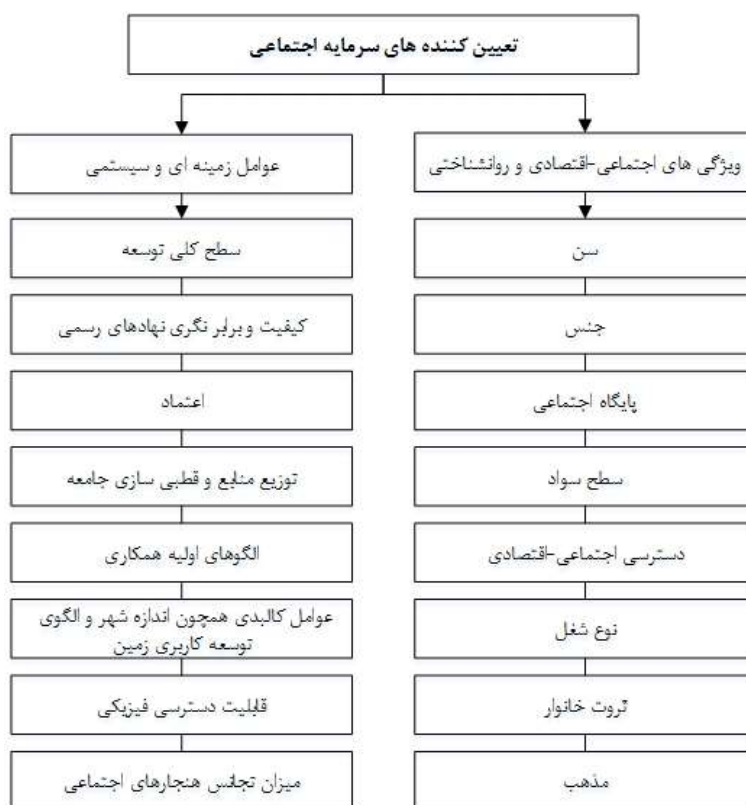 تعیین کننده های سرمایه اجتماعی
ویژگی های اجتماعی-اقتصادی و روانشناختی
سن
جنس
پایگاه اجتماعی
سطح سواد
دسترسی اجتماعی-اقتصادی
نوع شغل
ثروت خانوار
مذهب
عوامل زمینه ای و سیستمی
سطح کلی توسعه
کیفیت و برابر نگری نهادهای رسمی
اعتماد
توزیع منابع و قطبی سازی جامعه
الگوهای اولیه همکاری
عوامل کالبدی همچون اندازه شهر و الگوی
توسعه کاربری زمین
قابلیت دسترسی فیزیکی
میزان تجانس هنجارهای اجتماعی